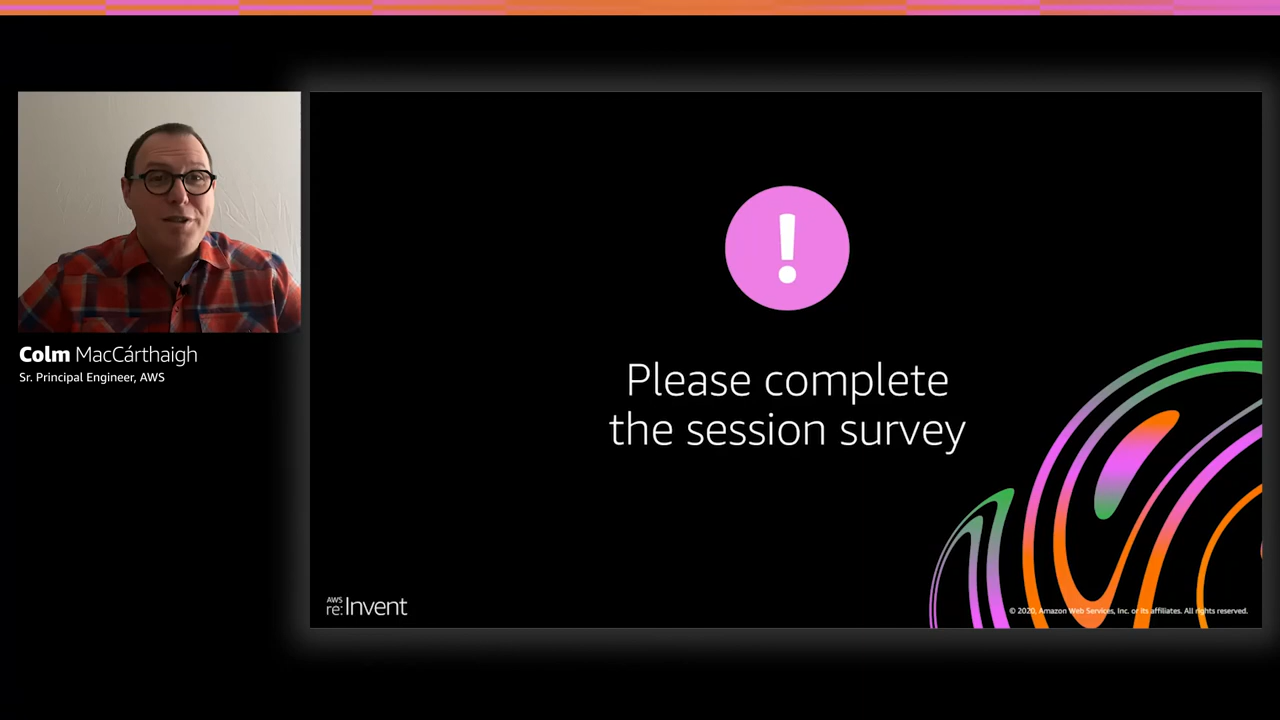 Colm MacCárthaigh
Sr. Principal Engineer, AWS
!
Please complete
the session survey
AWS
re:Invent
© 2020, Amazon Web Services, Inc. or its affiliates. All rights reserved.